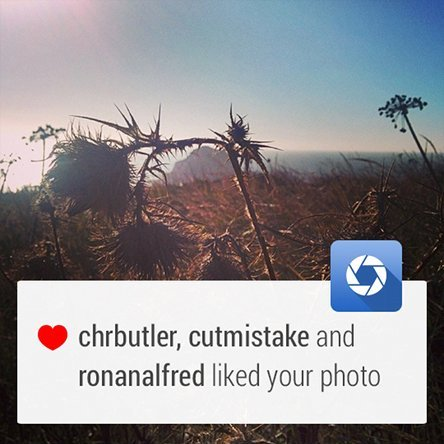 chrbutler, cutmistake and
ronanalfred liked your photo